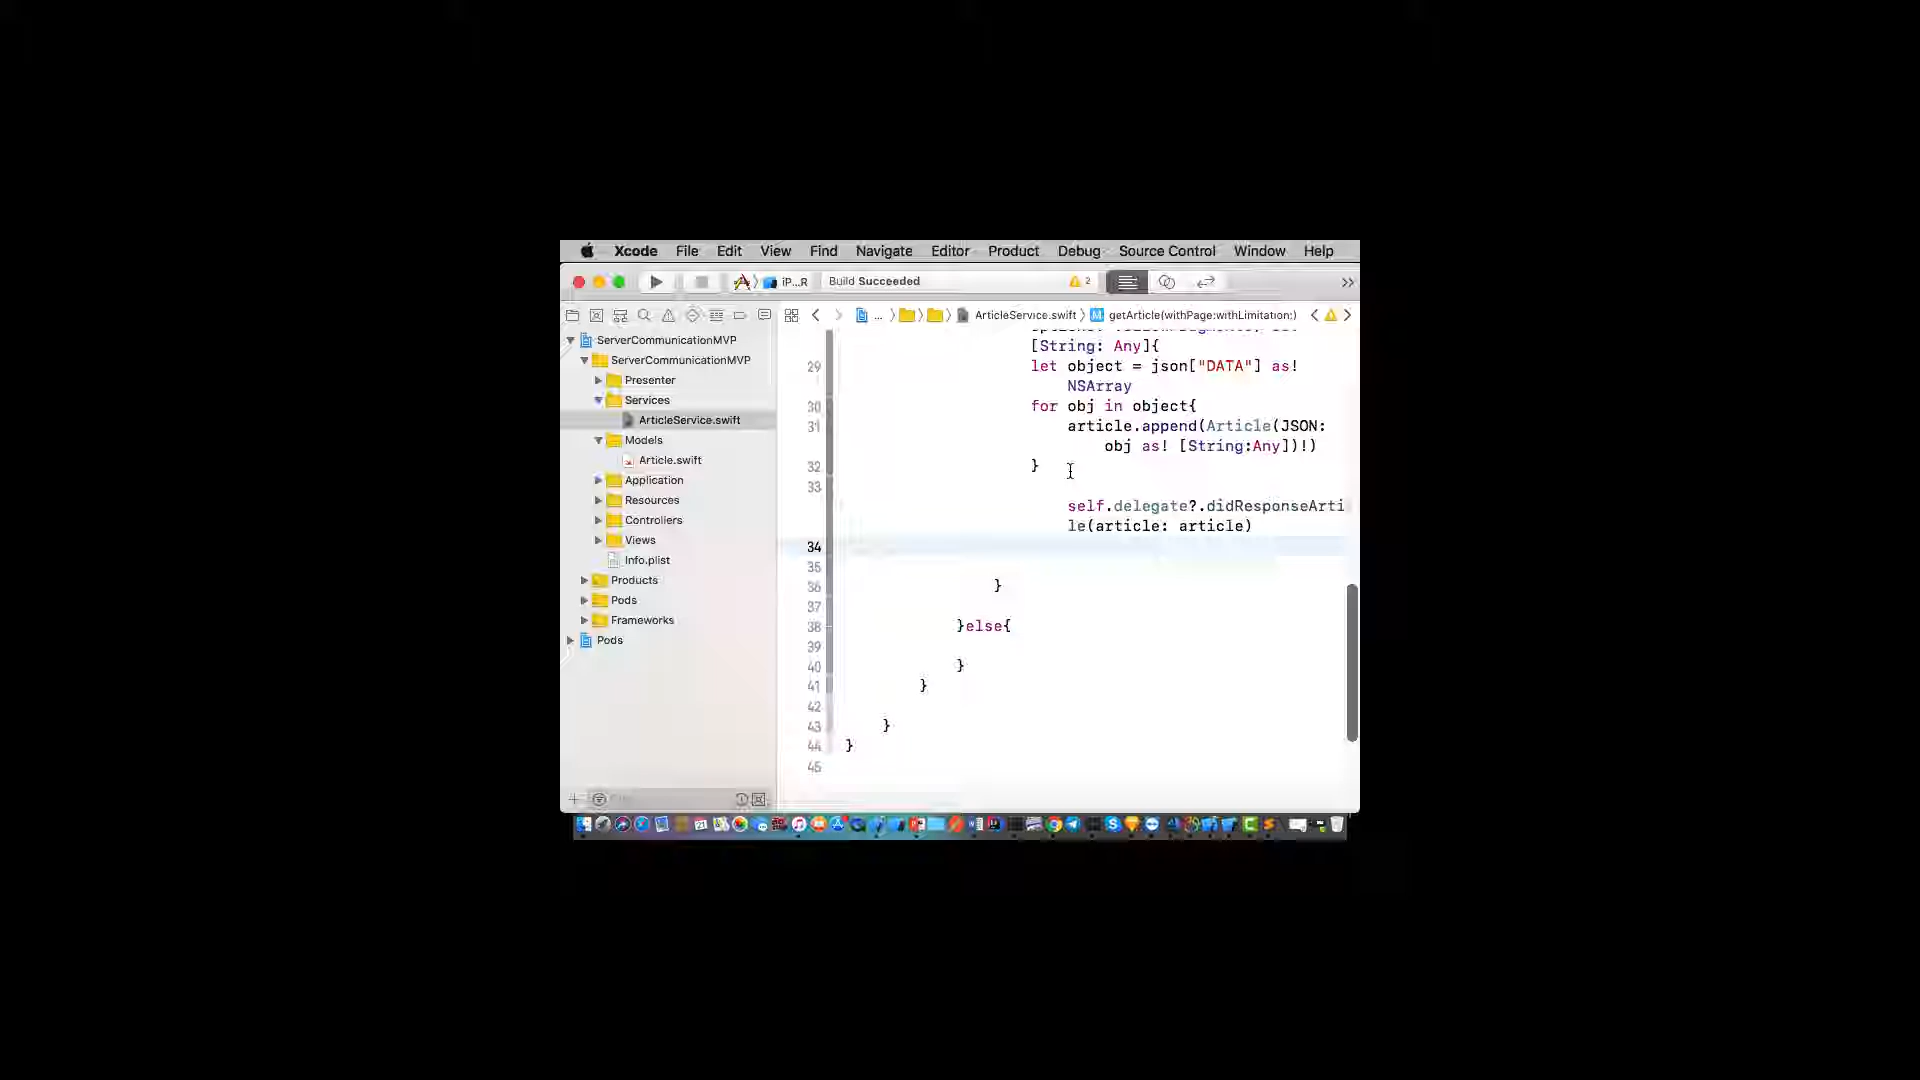 Xcode File Edit View Find Navigate Editor Product Debug Source Control Window Help
iP...R Build Succeeded 2
... ArticleService.swift M getArticle(withPage:withLimitation:)
ServerCommunicationMVP
ServerCommunicationMVP
Presenter
Services
ArticleService.swift
Models
Article.swift
Application
Resources
Controllers
Views
Info.plist
Products
Pods
Frameworks
Pods
[String: Any]{
29 let object = json["DATA"] as!
NSArray
30 for obj in object{
31 article.append(Article(JSON:
obj as! [String:Any])!)
32 }
33
self.delegate?.didResponseArti
le(article: article)
34
35
36 }
37
38 }else{
39
40 }
41 }
42
43 }
44 }
45